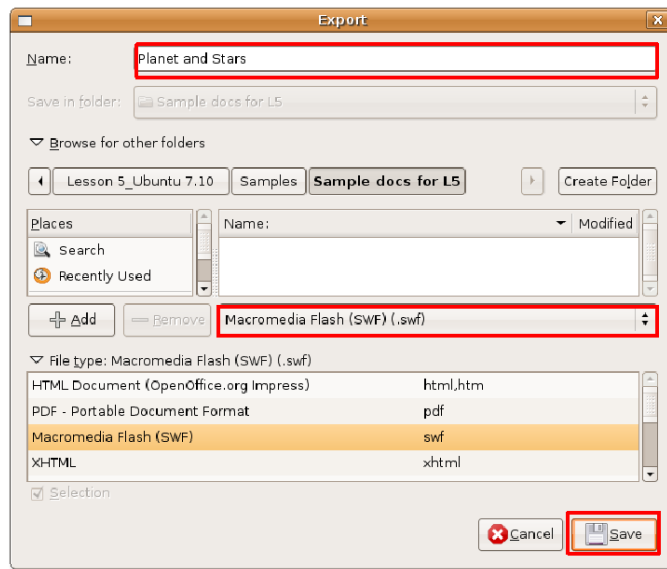 Export
Name: Planet and Stars
Save in folder: Sample docs for L5
Browse for other folders
Lesson 5_Ubuntu 7.10 Samples Sample docs for L5 Create Folder
Places Name: Modified
Search
Recently Used
Add Remove Macromedia Flash (SWF) (.swf)
File type: Macromedia Flash (SWF) (.swf)
HTML Document (OpenOffice.org Impress) html,htm
PDF - Portable Document Format pdf
Macromedia Flash (SWF) swf
XHTML xhtml
Selection
Cancel Save